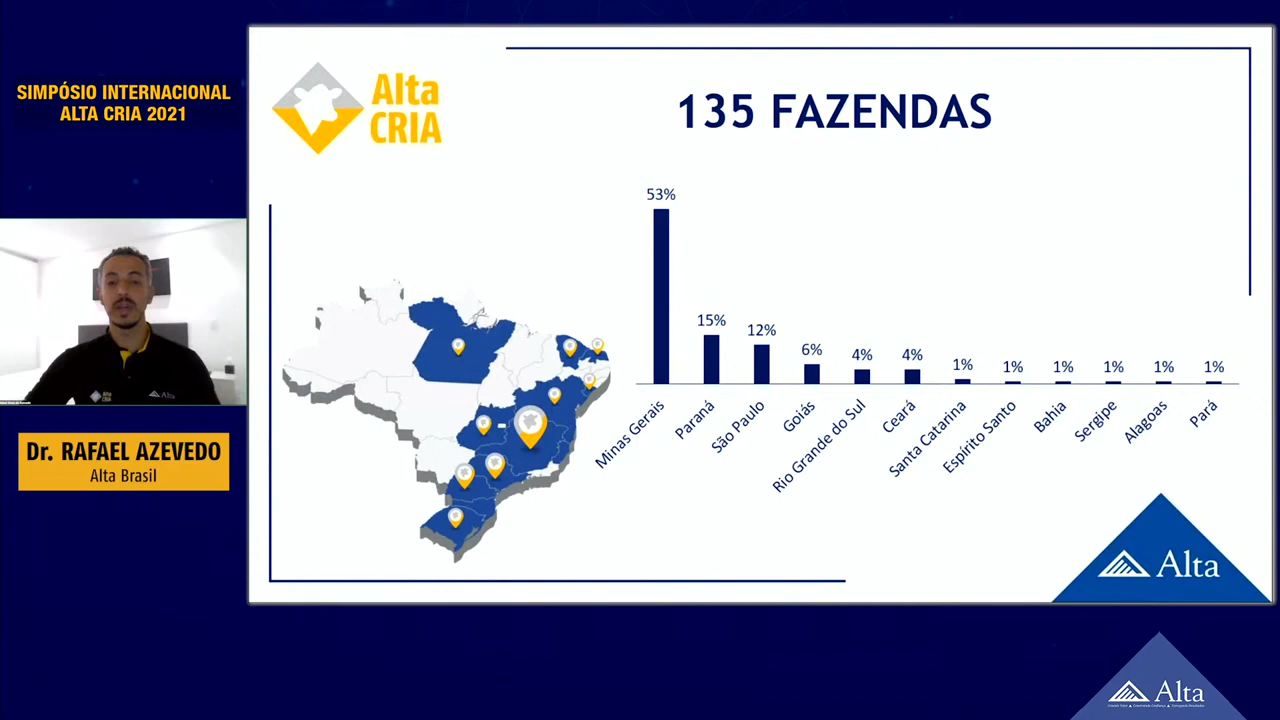 SIMPÓSIO INTERNACIONAL
ALTA CRIA 2021
Dr. RAFAEL AZEVEDO
Alta Brasil
Alta
CRIA
135 FAZENDAS
53%
15%
12%
6%
4%
4%
1%
1%
1%
1%
1%
1%
Minas Gerais
Paraná
São Paulo
Goiás
Rio Grande do Sul
Ceará
Santa Catarina
Espírito Santo
Bahia
Sergipe
Alagoas
Pará
Alta
Alta
Alta